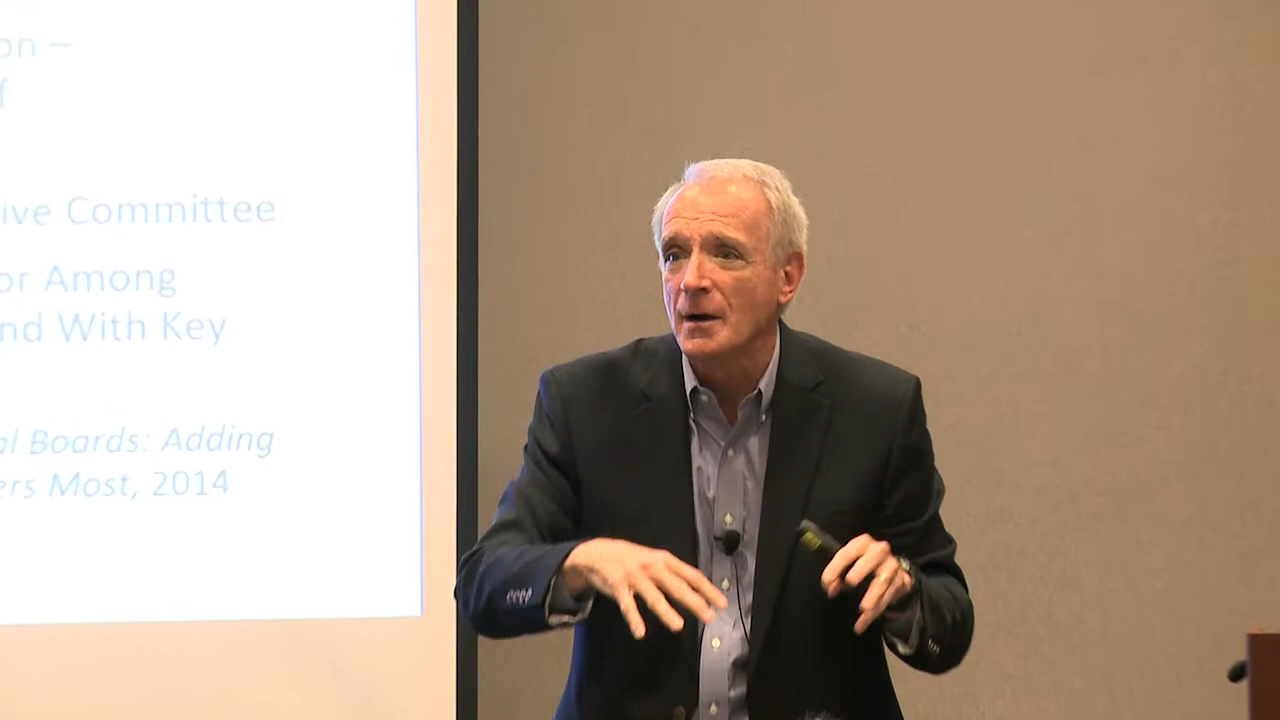 on –
f
ive Committee
or Among
nd With Key
al Boards: Adding
ers Most, 2014